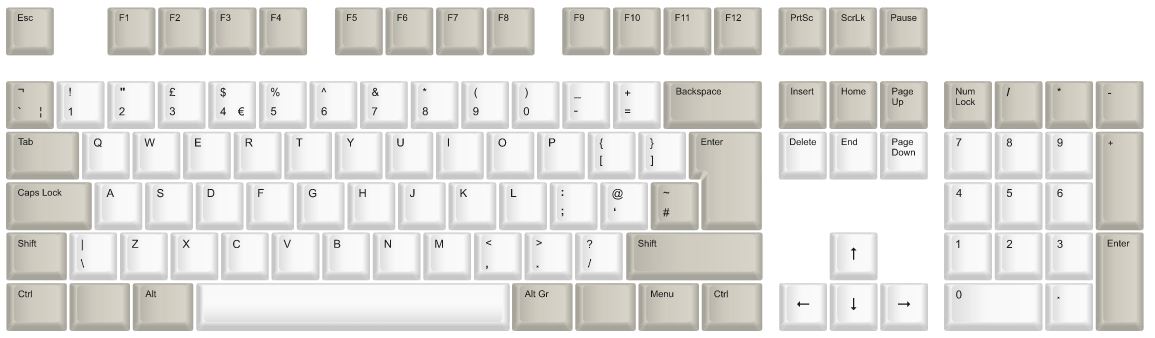 Esc F1 F2 F3 F4 F5 F6 F7 F8 F9 F10 F11 F12 PrtSc ScrLk Pause
¬ ! " £ $ % ^ & * ( ) _ + Backspace Insert Home Page Num / * -
` ¦ 1 2 3 4 € 5 6 7 8 9 0 - = Up Lock
Tab Q W E R T Y U I O P { } Enter Delete End Page 7 8 9 +
[ ] Down
Caps Lock A S D F G H J K L : @ ~ 4 5 6
; ' #
Shift | Z X C V B N M < > ? Shift ↑ 1 2 3 Enter
\ , . /
Ctrl Alt Alt Gr Menu Ctrl ← ↓ → 0 .